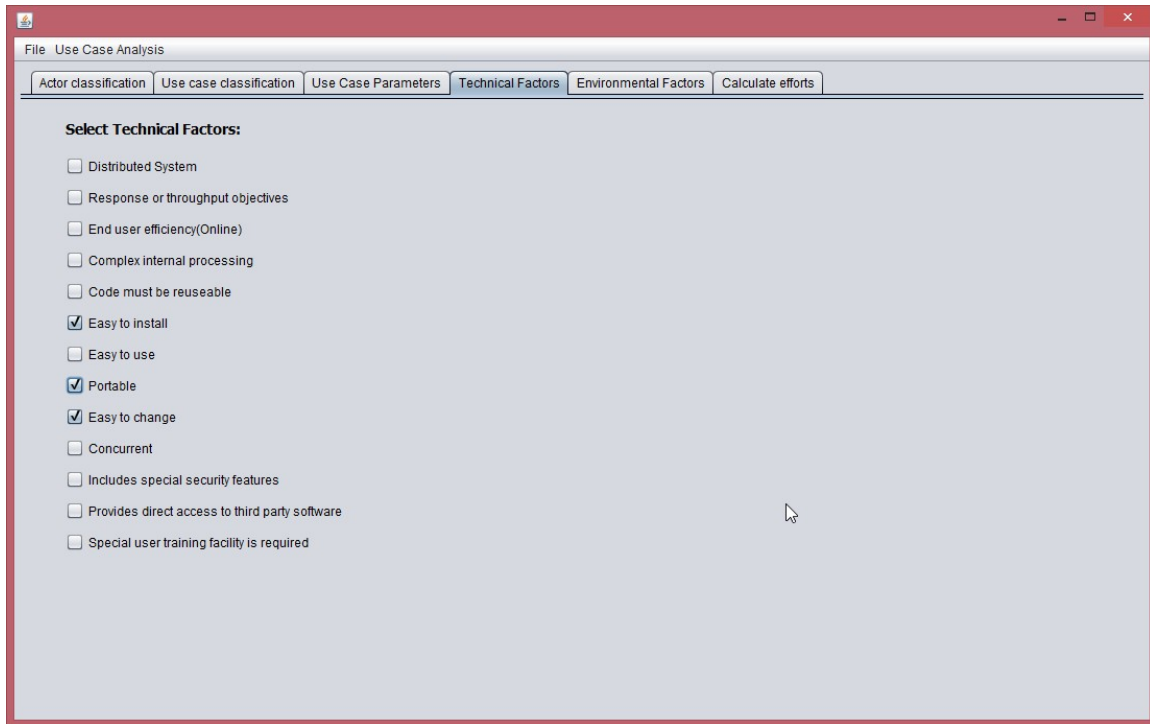 File Use Case Analysis
Actor classification Use case classification Use Case Parameters Technical Factors Environmental Factors Calculate efforts
Select Technical Factors:
Distributed System
Response or throughput objectives
End user efficiency(Online)
Complex internal processing
Code must be reuseable
Easy to install
Easy to use
Portable
Easy to change
Concurrent
Includes special security features
Provides direct access to third party software
Special user training facility is required